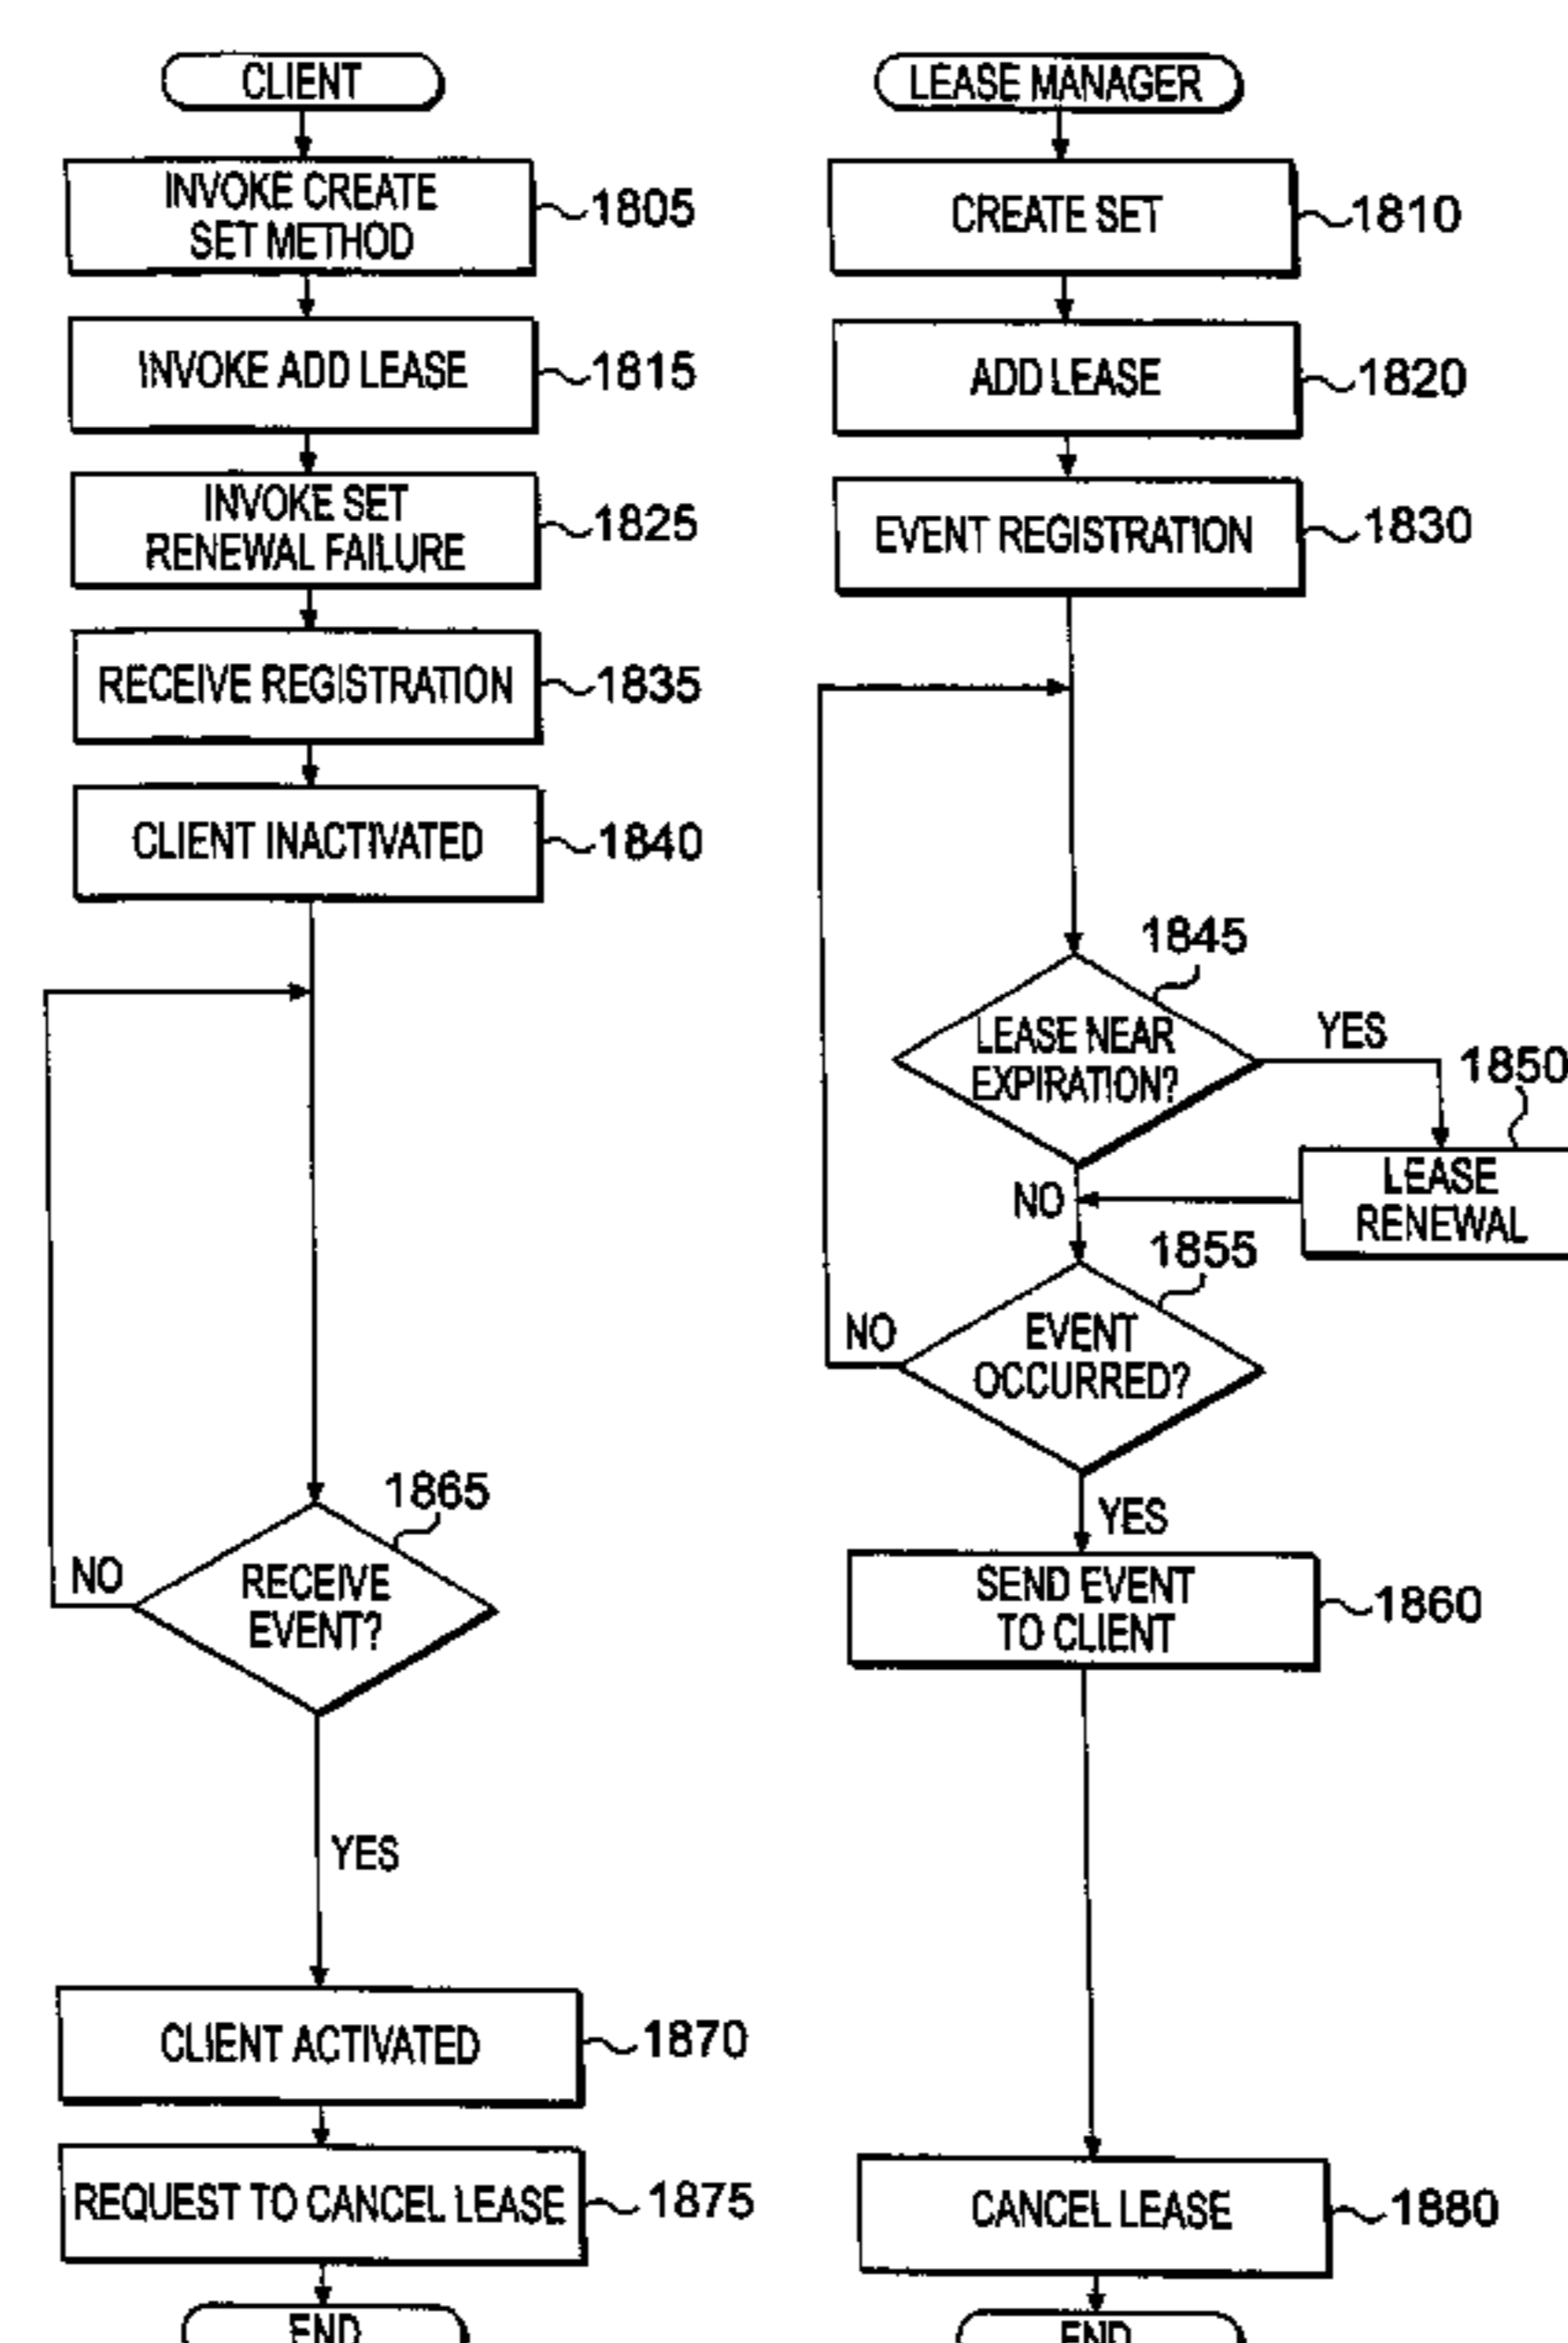 CLIENT
INVOKE CREATE
SET METHOD
1805
INVOKE ADD LEASE
1815
INVOKE SET
RENEWAL FAILURE
1825
RECEIVE REGISTRATION
1835
CLIENT INACTIVATED
1840
1865
RECEIVE
EVENT?
NO
YES
CLIENT ACTIVATED
1870
REQUEST TO CANCEL LEASE
1875
END
LEASE MANAGER
CREATE SET
1810
ADD LEASE
1820
EVENT REGISTRATION
1830
1845
LEASE NEAR
EXPIRATION?
YES
1850
LEASE
RENEWAL
NO
1855
EVENT
OCCURRED?
NO
YES
SEND EVENT
TO CLIENT
1860
CANCEL LEASE
1880
END